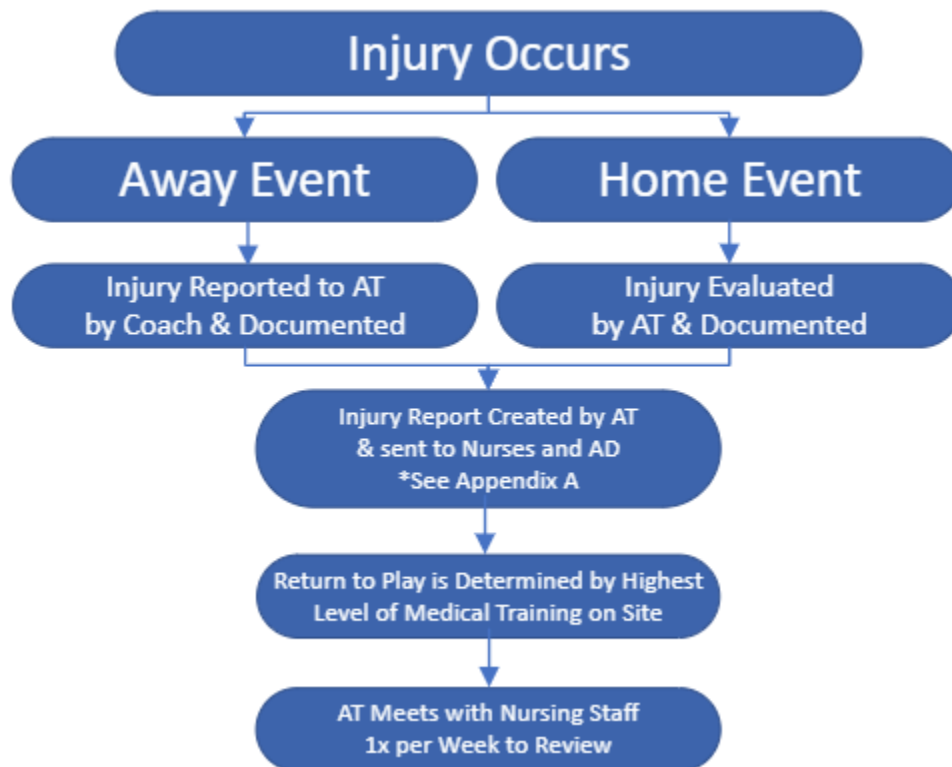 Injury Occurs
Away Event
Home Event
Injury Reported to AT
by Coach & Documented
Injury Evaluated
by AT & Documented
Injury Report Created by AT
& sent to Nurses and AD
*See Appendix A
Return to Play is Determined by Highest
Level of Medical Training on Site
AT Meets with Nursing Staff
1x per Week to Review